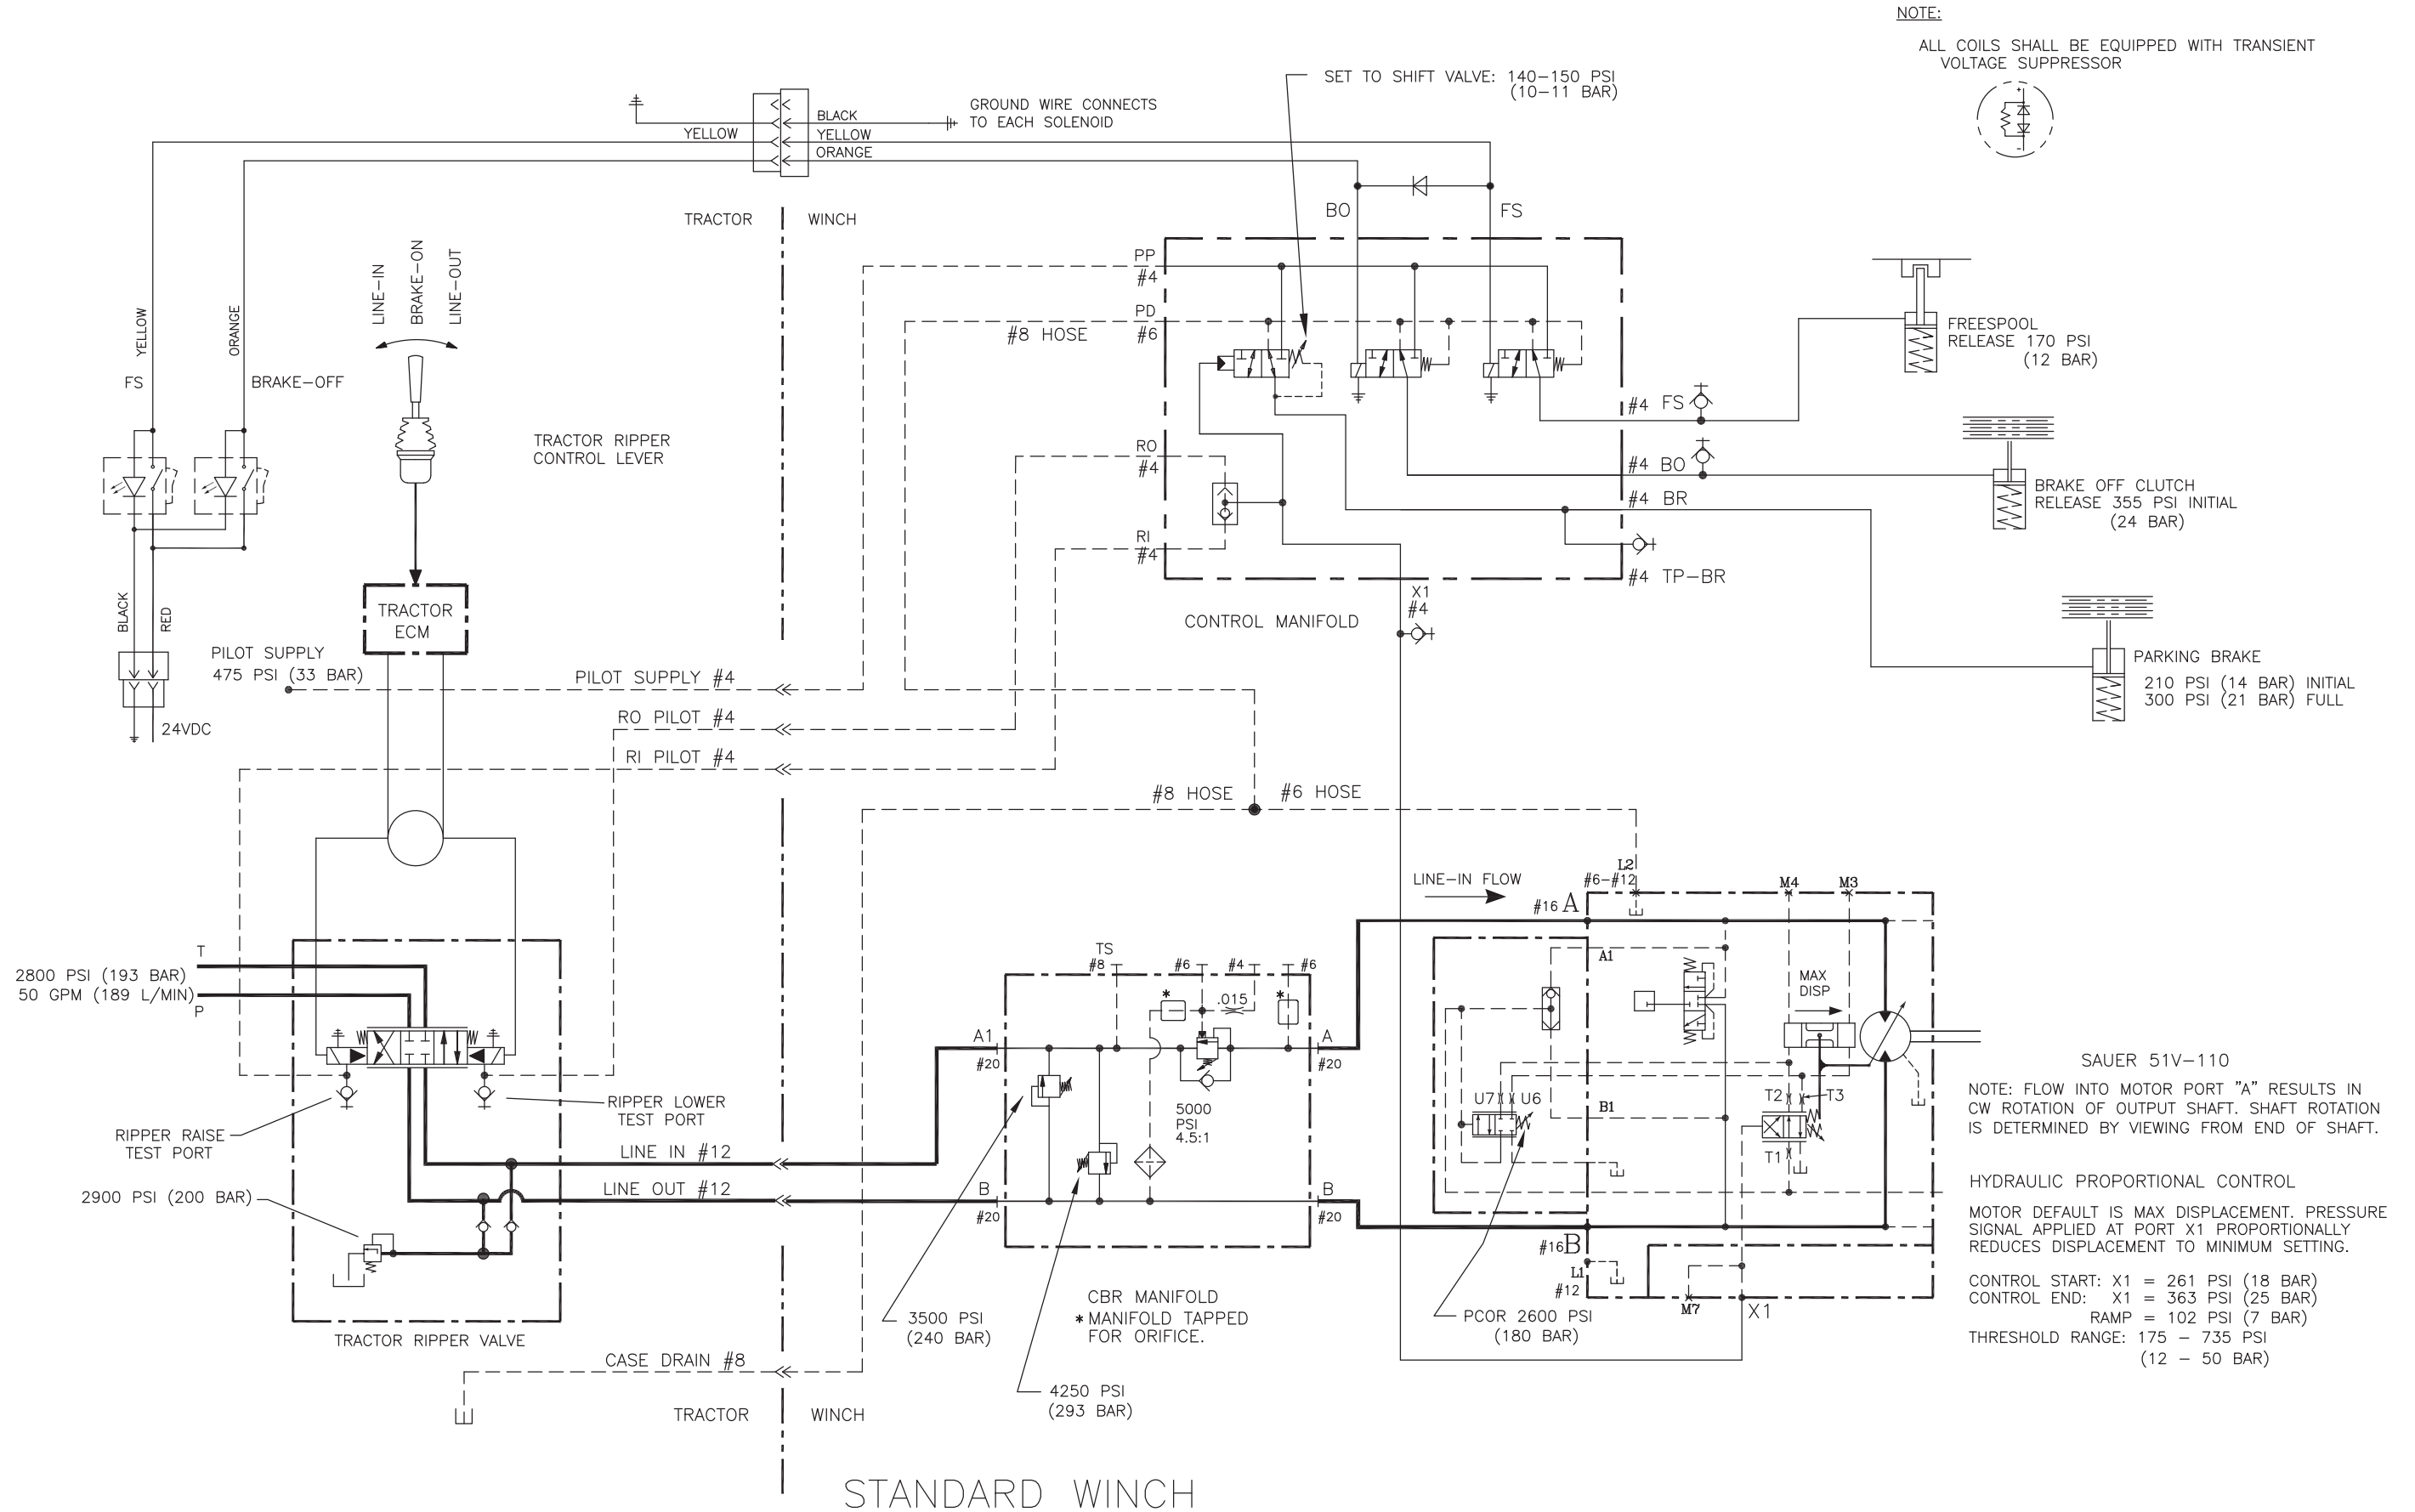 NOTE:
ALL COILS SHALL BE EQUIPPED WITH TRANSIENT
VOLTAGE SUPPRESSOR
+
-
SET TO SHIFT VALVE: 140-150 PSI
(10-11 BAR)
GROUND WIRE CONNECTS
TO EACH SOLENOID
BLACK
YELLOW
YELLOW
ORANGE
TRACTOR
WINCH
BO
FS
LINE-IN
BRAKE-ON
LINE-OUT
YELLOW
ORANGE
FS
BRAKE-OFF
TRACTOR RIPPER
CONTROL LEVER
PP
#4
PD
#6
#8 HOSE
RO
#4
RI
#4
#4 FS
#4 BO
#4 BR
#4 TP-BR
X1
#4
CONTROL MANIFOLD
FREESPOOL
RELEASE 170 PSI
(12 BAR)
BRAKE OFF CLUTCH
RELEASE 355 PSI INITIAL
(24 BAR)
PARKING BRAKE
210 PSI (14 BAR) INITIAL
300 PSI (21 BAR) FULL
BLACK
RED
24VDC
TRACTOR
ECM
PILOT SUPPLY
475 PSI (33 BAR)
PILOT SUPPLY #4
RO PILOT #4
RI PILOT #4
#8 HOSE
#6 HOSE
T
2800 PSI (193 BAR)
50 GPM (189 L/MIN)
P
RIPPER RAISE
TEST PORT
RIPPER LOWER
TEST PORT
2900 PSI (200 BAR)
TRACTOR RIPPER VALVE
LINE IN #12
LINE OUT #12
CASE DRAIN #8
TRACTOR
WINCH
TS
#8
#6
#4
#6
*
.015
*
A1
#20
A
#20
5000
PSI
4.5:1
B
#20
B
#20
CBR MANIFOLD
* MANIFOLD TAPPED
FOR ORIFICE.
3500 PSI
(240 BAR)
4250 PSI
(293 BAR)
LINE-IN FLOW
L2
#6-#12
#16 A
M4
M3
A1
MAX
DISP
U7
U6
B1
T2
T3
T1
#16 B
L1
#12
M7
X1
PCOR 2600 PSI
(180 BAR)
SAUER 51V-110
NOTE: FLOW INTO MOTOR PORT "A" RESULTS IN
CW ROTATION OF OUTPUT SHAFT. SHAFT ROTATION
IS DETERMINED BY VIEWING FROM END OF SHAFT.
HYDRAULIC PROPORTIONAL CONTROL
MOTOR DEFAULT IS MAX DISPLACEMENT. PRESSURE
SIGNAL APPLIED AT PORT X1 PROPORTIONALLY
REDUCES DISPLACEMENT TO MINIMUM SETTING.
CONTROL START: X1 = 261 PSI (18 BAR)
CONTROL END: X1 = 363 PSI (25 BAR)
RAMP = 102 PSI (7 BAR)
THRESHOLD RANGE: 175 - 735 PSI
(12 - 50 BAR)
STANDARD WINCH